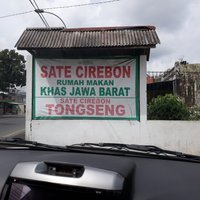 SATE CIREBON
RUMAH MAKAN
KHAS JAWA BARAT
SATE CIREBON
TONGSENG